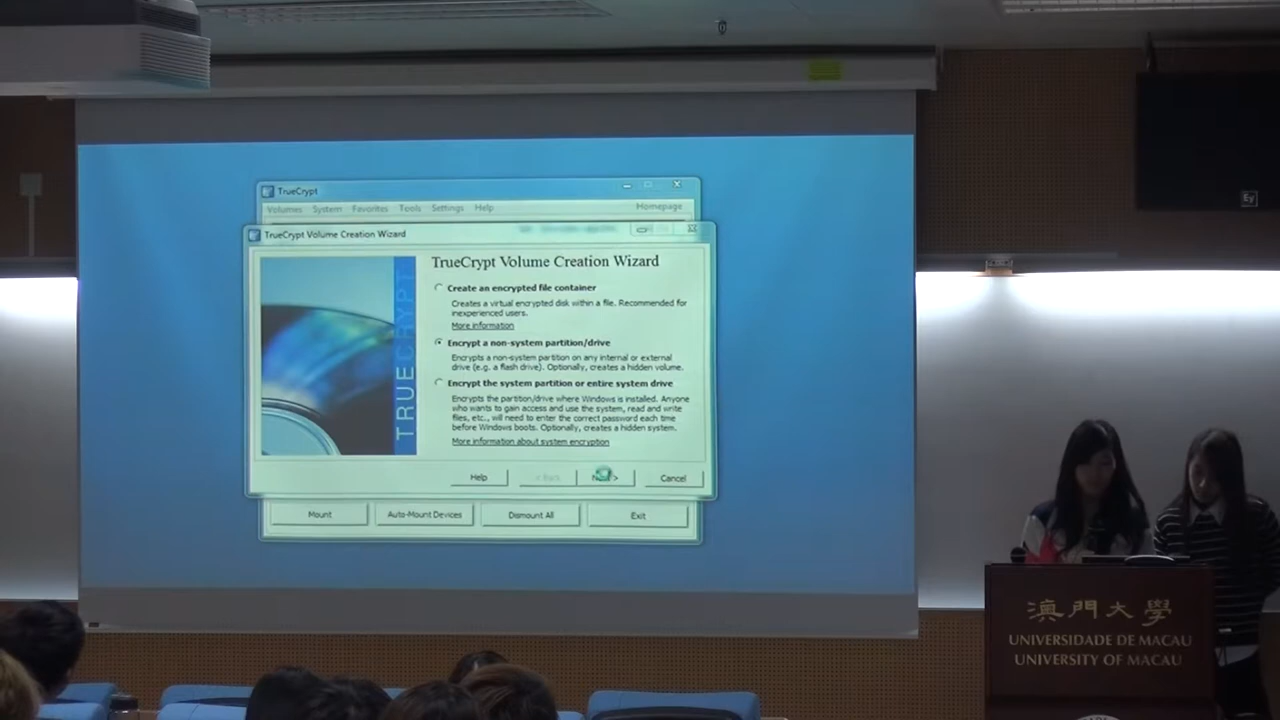 TrueCrypt
Volumes System Favorites Tools Settings Help Homepage
TrueCrypt Volume Creation Wizard
TRUECRYPT
TrueCrypt Volume Creation Wizard
Create an encrypted file container
Creates a virtual encrypted disk within a file. Recommended for
inexperienced users.
More information
Encrypt a non-system partition/drive
Encrypts a non-system partition on any internal or external
drive (e.g. a flash drive). Optionally, creates a hidden volume.
Encrypt the system partition or entire system drive
Encrypts the partition/drive where Windows is installed. Anyone
who wants to gain access and use the system, read and write
files, etc., will need to enter the correct password each time
before Windows boots. Optionally, creates a hidden system.
More information about system encryption
Help < Back Next > Cancel
Mount Auto-Mount Devices Dismount All Exit
Ey
澳門大學
UNIVERSIDADE DE MACAU
UNIVERSITY OF MACAU